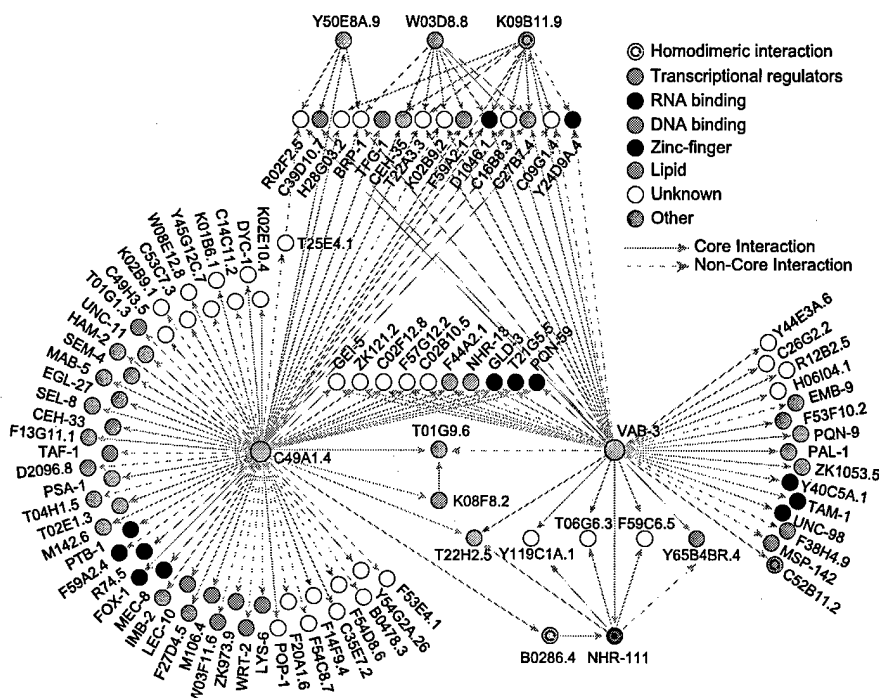 Y50E8A.9
W03D8.8
K09B11.9
Homodimeric interaction
Transcriptional regulators
RNA binding
DNA binding
Zinc-finger
Lipid
Unknown
Other
Core Interaction
Non-Core Interaction
R02F2.5
C39D10.7
H28G03.2
BRP-1
TFG-1
CEH-35
T22A3.3
K02B9.2
F59A2.1
D1046.1
C16B8.3
C27B7.4
C09G1.4
Y24D9A.4
T25E4.1
K02E10.4
DYC-1
C14C11.2
K01B6.1
Y45G12C.7
W08E12.8
C53C7.3
K02B9.1
C49H3.5
T01G1.3
UNC-11
HAM-2
SEM-4
MAB-5
EGL-27
SEL-8
CEH-33
F13G11.1
TAF-1
D2096.8
PSA-1
T04H1.5
T02E1.3
M142.6
PTB-1
F59A2.4
R74.5
FOX-1
MEC-8
IMB-2
LEC-10
F27D4.5
M106.4
W03F11.6
ZK973.9
WRT-2
LYS-6
POP-1
F20A1.6
F54C8.7
F14F9.4
C35E7.2
F54D8.6
B0478.3
Y54G2A.26
F53E4.1
GEI-5
ZK121.2
C02F12.8
F57G12.2
C02B10.5
F44A2.1
NHR-18
GLD-3
T21G5.5
PQN-59
C49A1.4
T01G9.6
VAB-3
K08F8.2
T22H2.5
Y119C1A.1
T06G6.3
F59C6.5
Y65B4BR.4
B0286.4
NHR-111
Y44E3A.6
C26G2.2
R12B2.5
H06I04.1
EMB-9
F53F10.2
PQN-9
PAL-1
ZK1053.5
Y40C5A.1
TAM-1
UNC-98
F38H4.9
MSP-142
C52B11.2